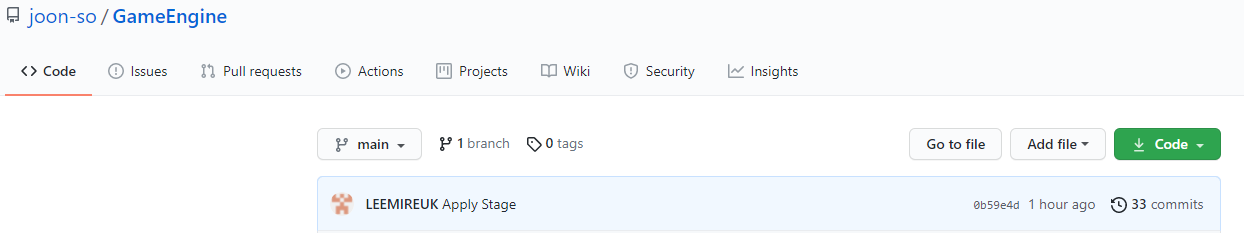 joon-so / GameEngine
Code Issues Pull requests Actions Projects Wiki Security Insights
main 1 branch 0 tags Go to file Add file Code
LEEMIREUK Apply Stage 0b59e4d 1 hour ago 33 commits